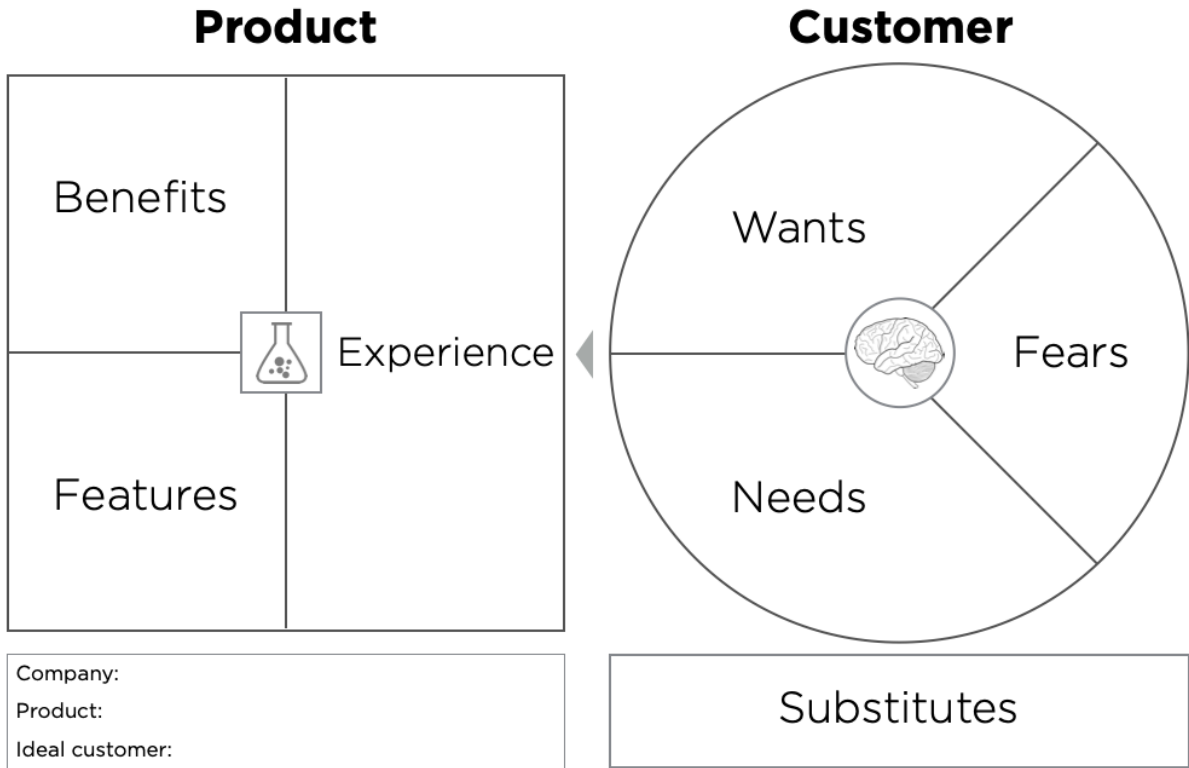 Product
Customer
Benefits
Features
Experience
Wants
Fears
Needs
Company:
Product:
Ideal customer:
Substitutes